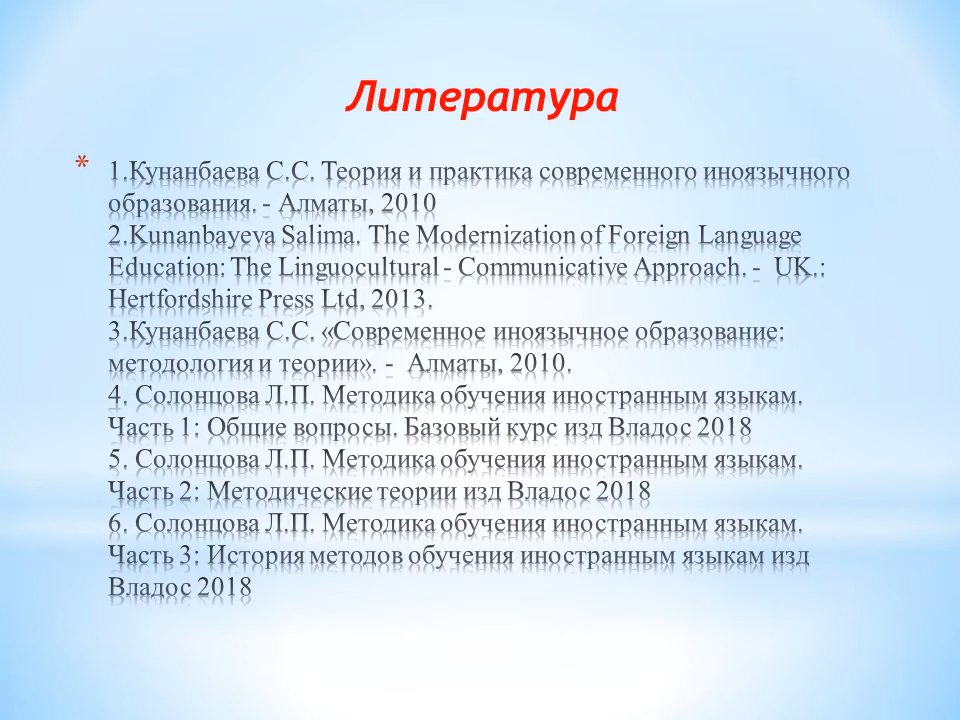 Литература
* 1.Кунанбаева С.С. Теория и практика современного иноязычного
образования. - Алматы, 2010
2.Kunanbayeva Salima. The Modernization of Foreign Language
Education: The Linguocultural - Communicative Approach. - UK.:
Hertfordshire Press Ltd, 2013.
3.Кунанбаева С.С. «Современное иноязычное образование:
методология и теории». - Алматы, 2010.
4. Солонцова Л.П. Методика обучения иностранным языкам.
Часть 1: Общие вопросы. Базовый курс изд Владос 2018
5. Солонцова Л.П. Методика обучения иностранным языкам.
Часть 2: Методические теории изд Владос 2018
6. Солонцова Л.П. Методика обучения иностранным языкам.
Часть 3: История методов обучения иностранным языкам изд
Владос 2018